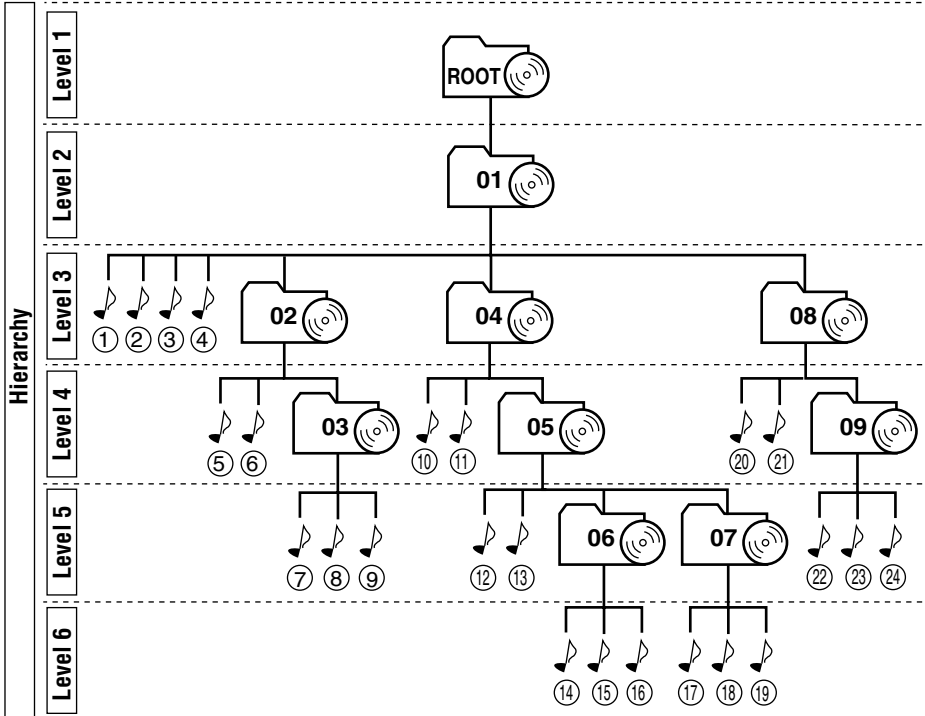 Hierarchy
Level 1
ROOT
Level 2
01
Level 3
02
04
08
① ② ③ ④
Level 4
03
05
09
⑤ ⑥
⑩ ⑪
⑳ ㉑
Level 5
06
07
⑦ ⑧ ⑨
⑫ ⑬
㉒ ㉓ ㉔
Level 6
⑭ ⑮ ⑯
⑰ ⑱ ⑲